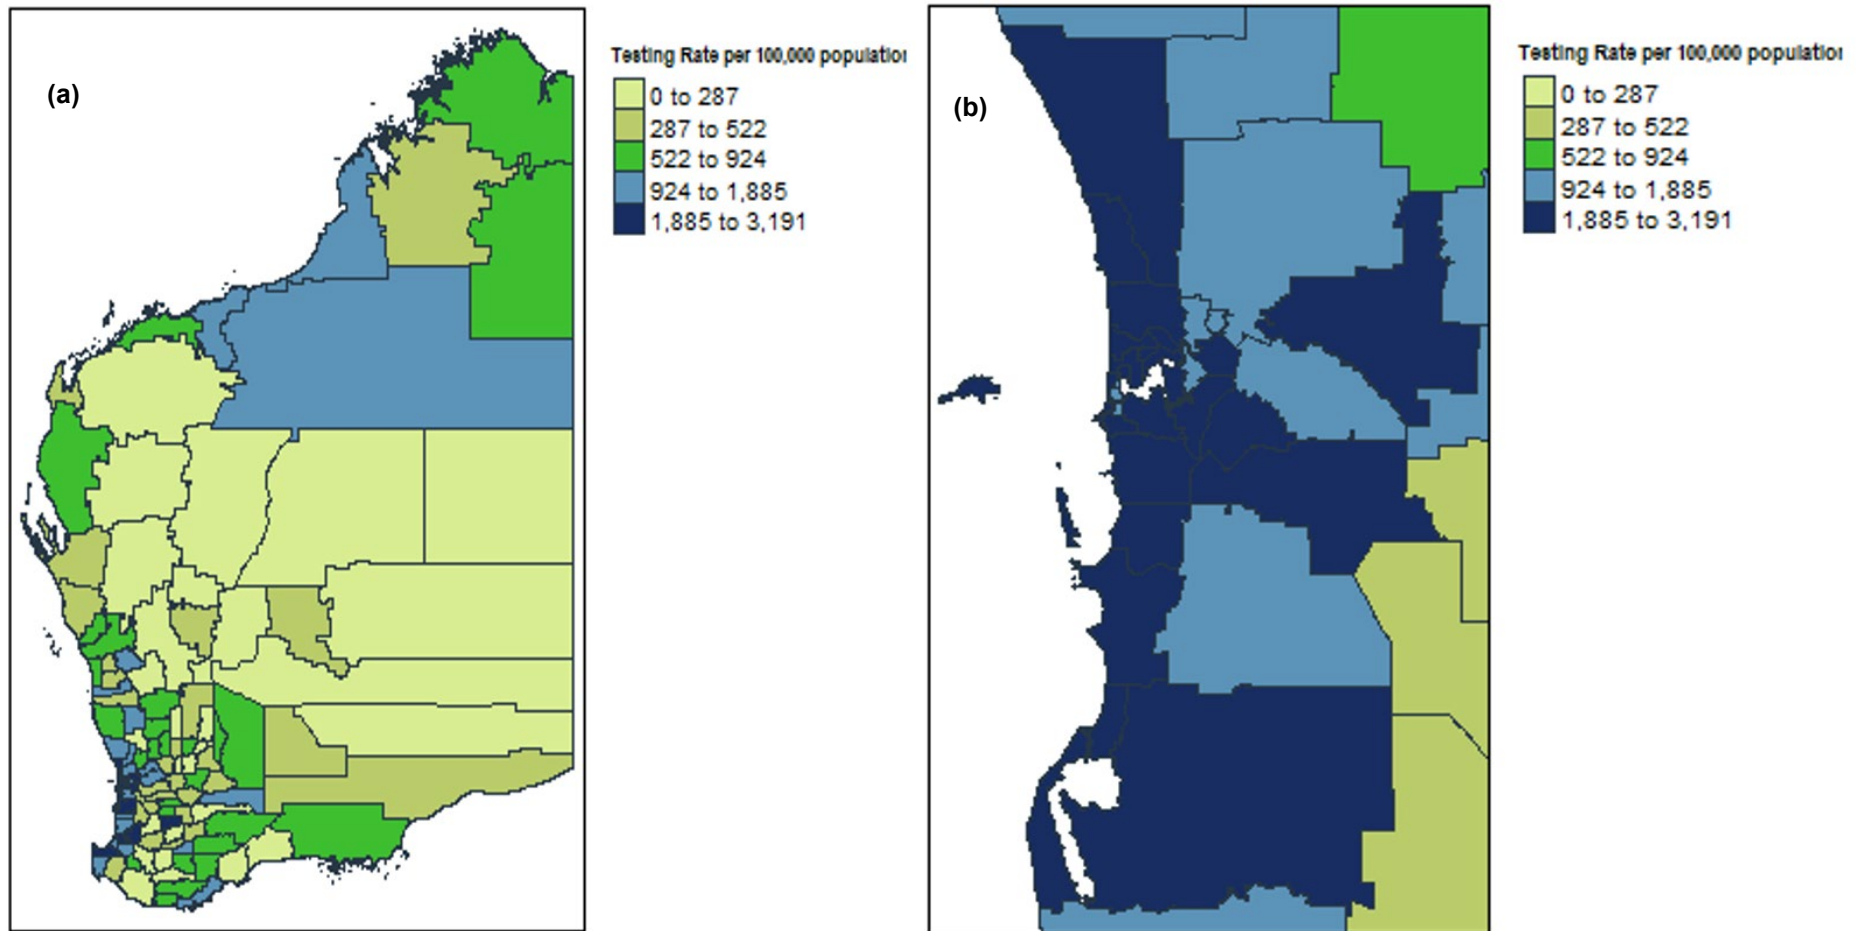 (a)
Testing Rate per 100,000 population
0 to 287
287 to 522
522 to 924
924 to 1,885
1,885 to 3,191
(b)
Testing Rate per 100,000 population
0 to 287
287 to 522
522 to 924
924 to 1,885
1,885 to 3,191